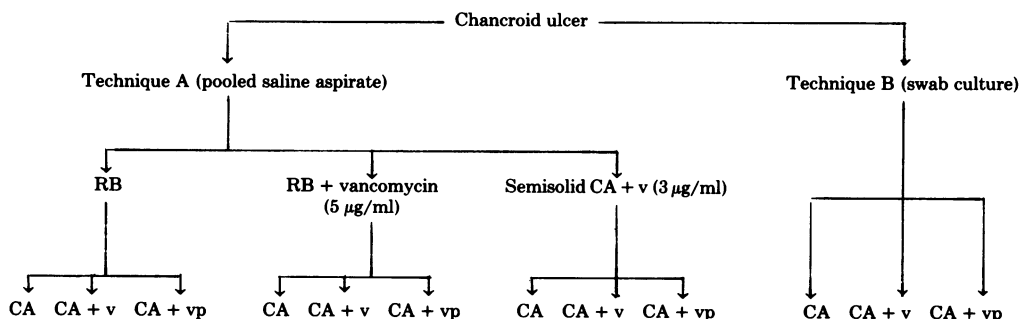 Chancroid ulcer
Technique A (pooled saline aspirate)
Technique B (swab culture)
RB
RB + vancomycin
(5 μg/ml)
Semisolid CA + v (3 μg/ml)
CA CA + v CA + vp
CA CA + v CA + vp
CA CA + v CA + vp
CA CA + v CA + vp